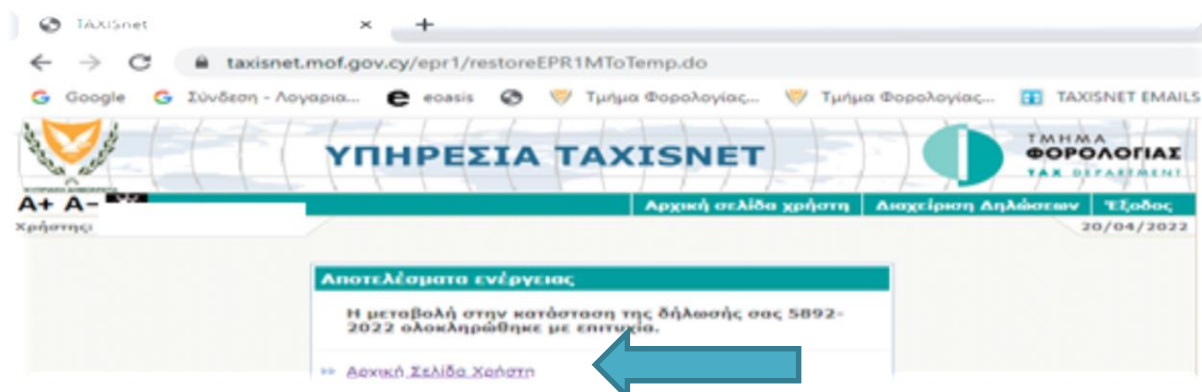 TAXISnet
taxisnet.mof.gov.cy/epr1/restoreEPR1MToTemp.do
Google Σύνδεση - Λογαρια... eoasis Τμήμα Φορολογίας... Τμήμα Φορολογίας... TAXISNET EMAILS
ΥΠΗΡΕΣΙΑ TAXISNET
ΤΜΗΜΑ
ΦΟΡΟΛΟΓΙΑΣ
TAX DEPARTMENT
A+ A-
Αρχική σελίδα χρήστη Διαχείριση Δηλώσεων Έξοδος
Χρήστης:
20/04/2022
Αποτελέσματα ενέργειας
Η μεταβολή στην κατάσταση της δήλωσής σας 5892-
2022 ολοκληρώθηκε με επιτυχία.
Αρχική Σελίδα Χρήστη